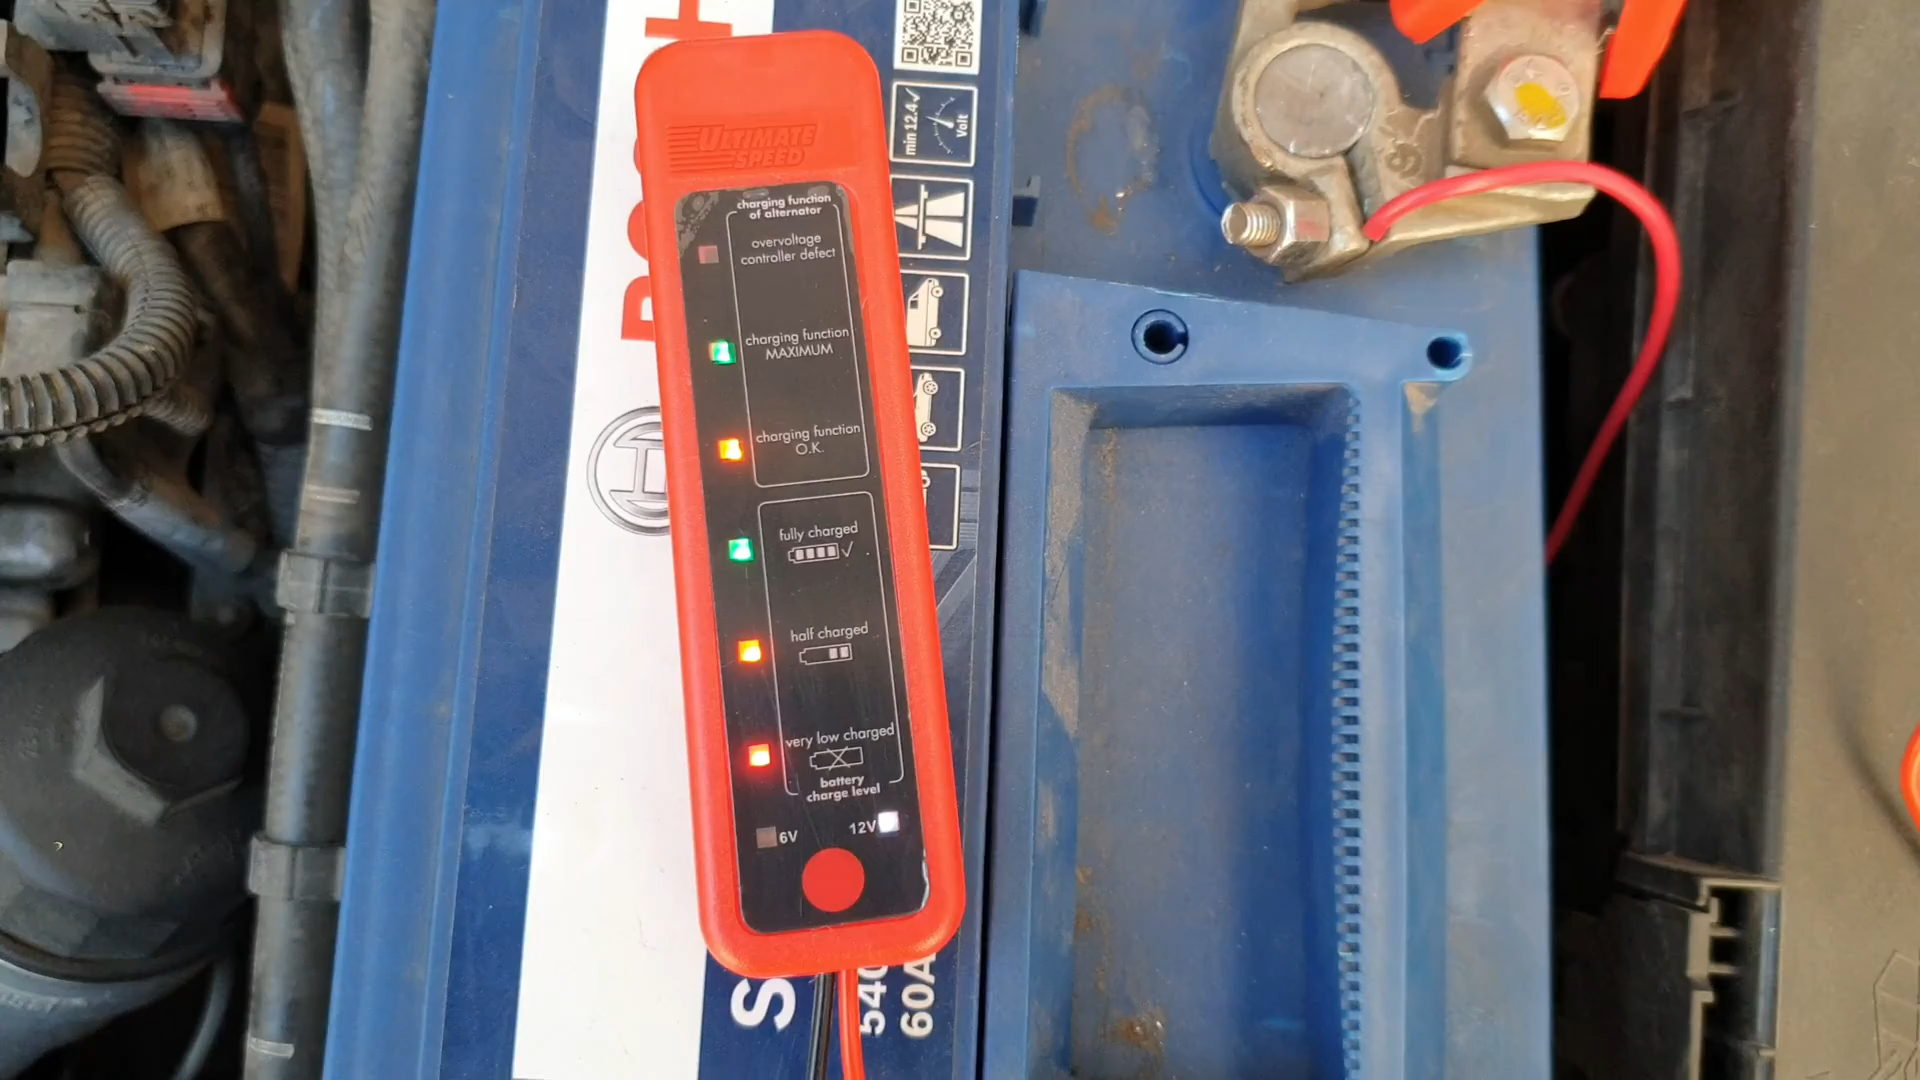 ULTIMATE
SPEED
charging function
of alternator
overvoltage
controller defect
charging function
MAXIMUM
charging function
O.K.
fully charged
half charged
very low charged
battery
charge level
6V
12V
min 12.4✓
Volt
S
540
60A